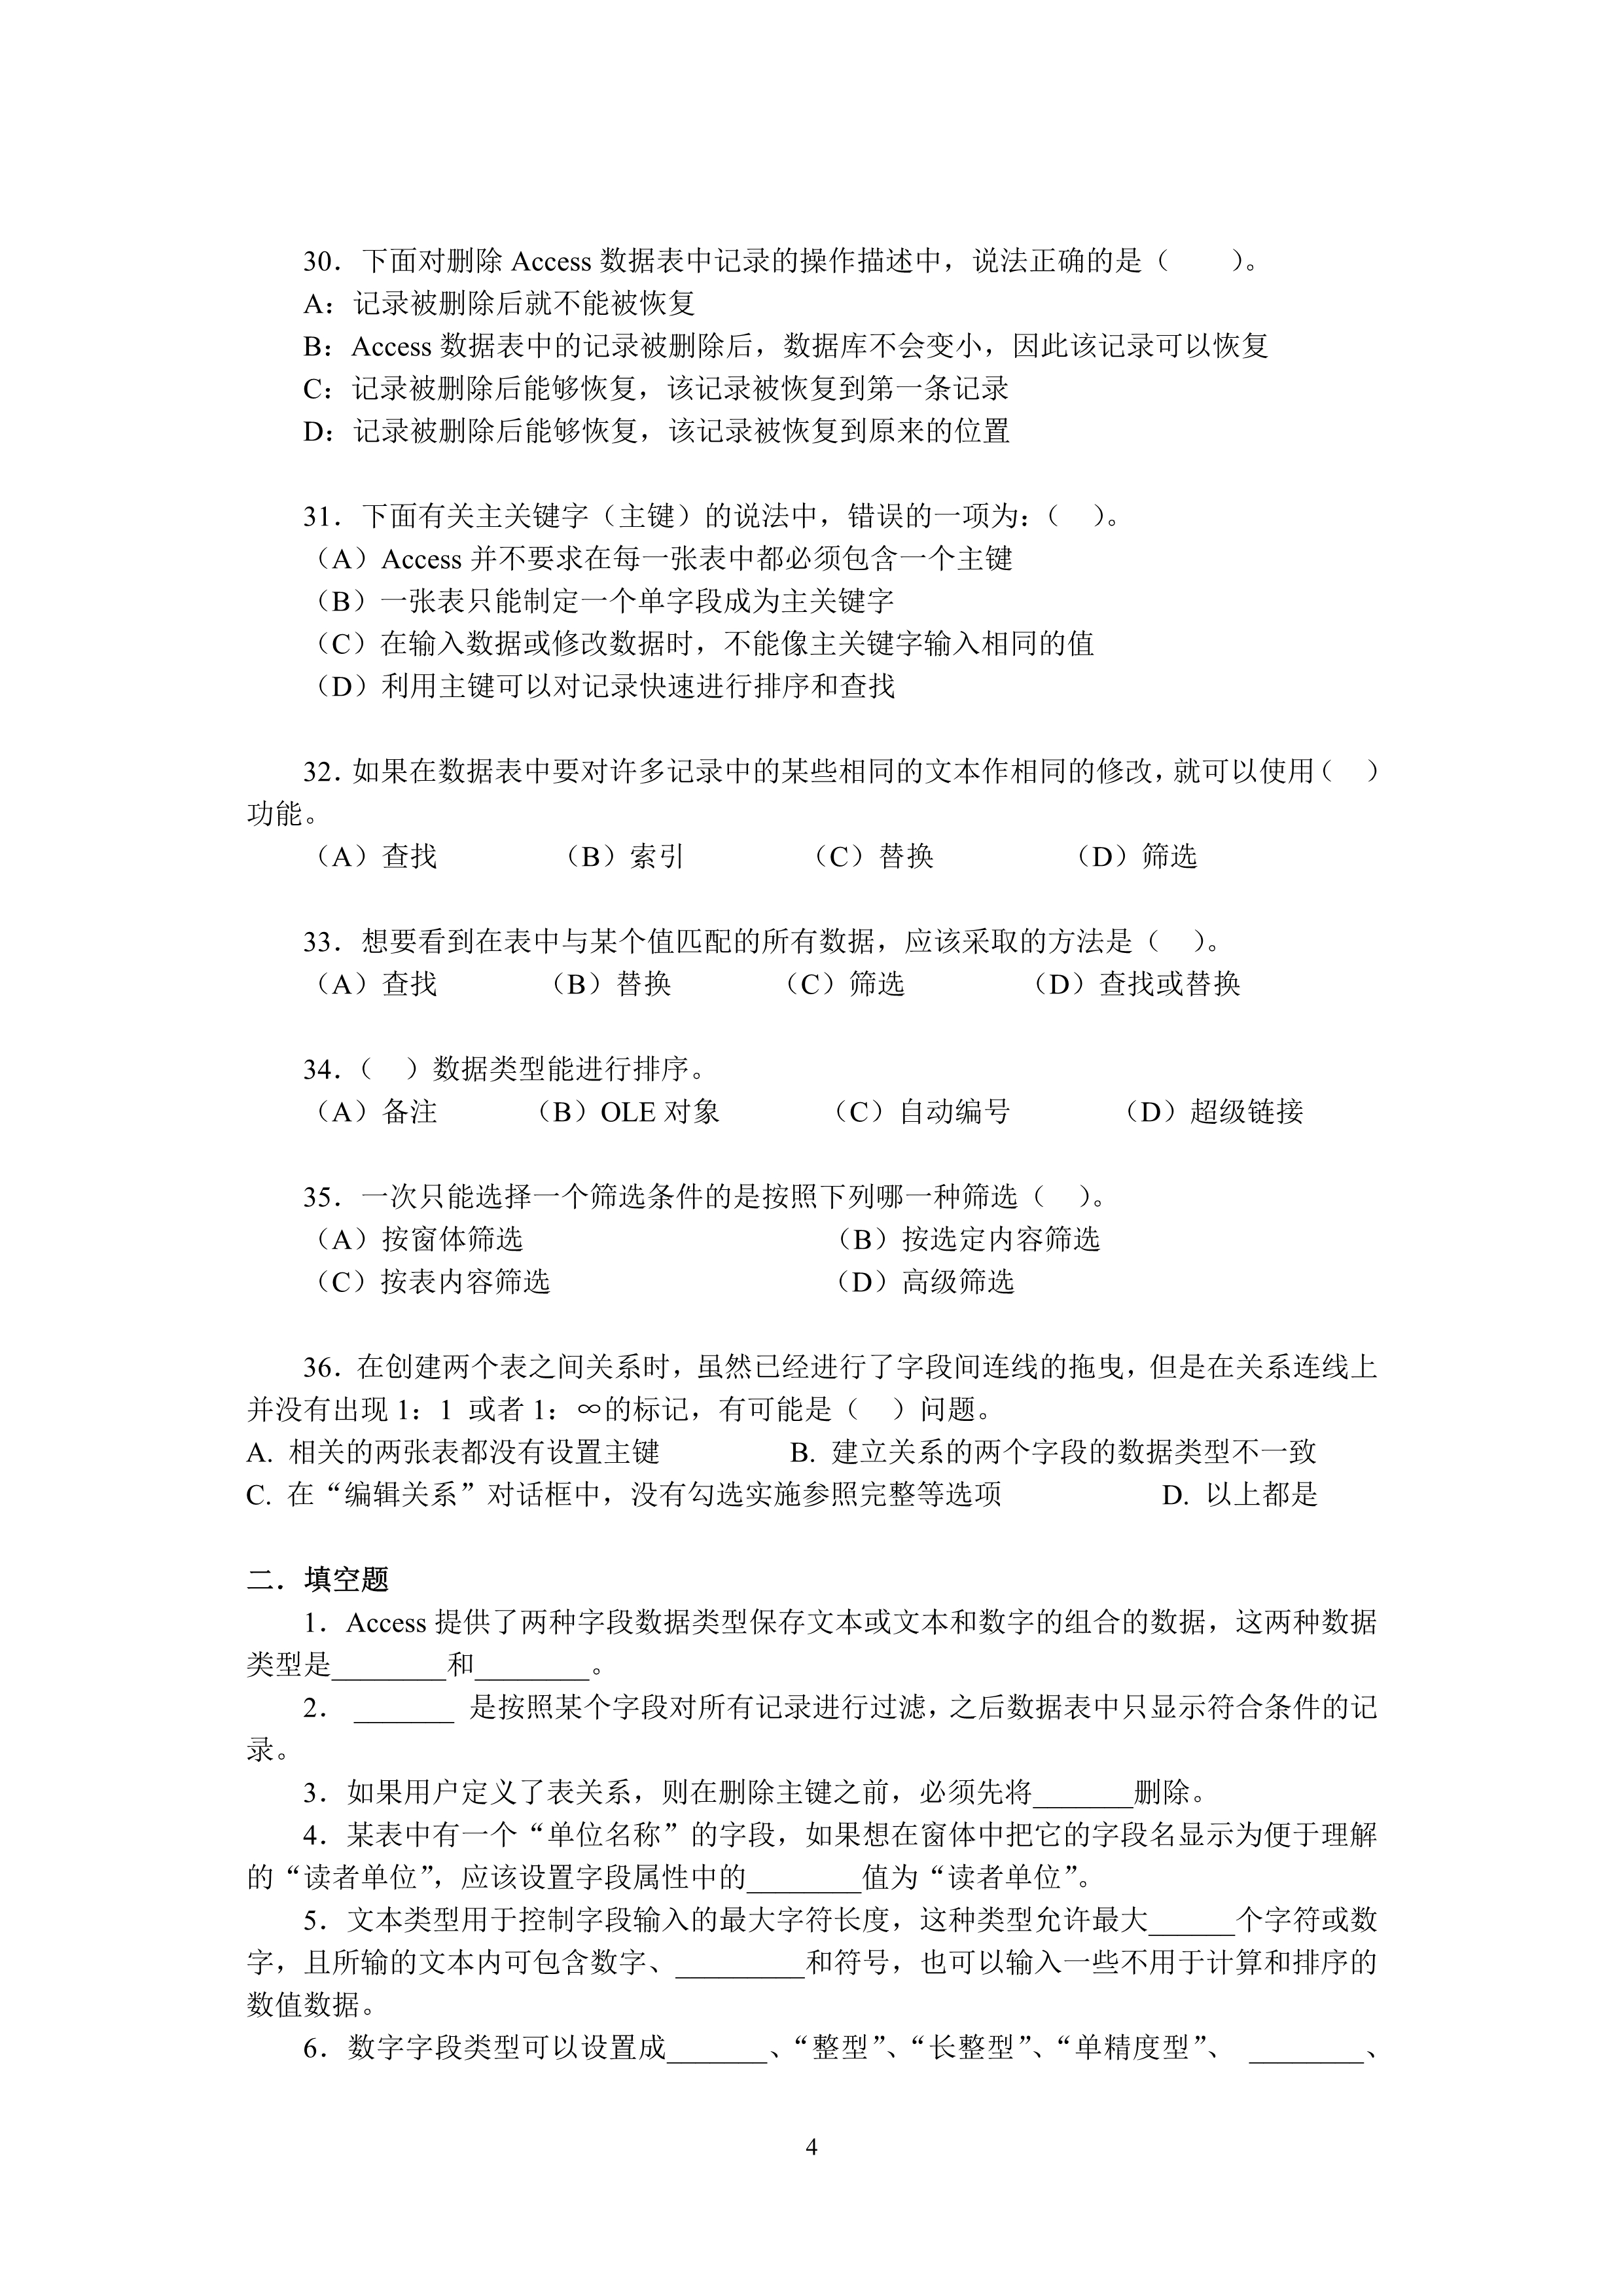 30．下面对删除 Access 数据表中记录的操作描述中，说法正确的是（　　）。
A：记录被删除后就不能被恢复
B：Access 数据表中的记录被删除后，数据库不会变小，因此该记录可以恢复
C：记录被删除后能够恢复，该记录被恢复到第一条记录
D：记录被删除后能够恢复，该记录被恢复到原来的位置
31．下面有关主关键字（主键）的说法中，错误的一项为：（　）。
（A）Access 并不要求在每一张表中都必须包含一个主键
（B）一张表只能制定一个单字段成为主关键字
（C）在输入数据或修改数据时，不能像主关键字输入相同的值
（D）利用主键可以对记录快速进行排序和查找
32．如果在数据表中要对许多记录中的某些相同的文本作相同的修改，就可以使用（　）
功能。
（A）查找　　（B）索引　　（C）替换　　（D）筛选
33．想要看到在表中与某个值匹配的所有数据，应该采取的方法是（　）。
（A）查找　　（B）替换　　（C）筛选　　（D）查找或替换
34．（　）数据类型能进行排序。
（A）备注　　（B）OLE 对象　　（C）自动编号　　（D）超级链接
35．一次只能选择一个筛选条件的是按照下列哪一种筛选（　）。
（A）按窗体筛选　　（B）按选定内容筛选
（C）按表内容筛选　　（D）高级筛选
36．在创建两个表之间关系时，虽然已经进行了字段间连线的拖曳，但是在关系连线上
并没有出现 1：1 或者 1：∞的标记，有可能是（　）问题。
A. 相关的两张表都没有设置主键　　B. 建立关系的两个字段的数据类型不一致
C. 在“编辑关系”对话框中，没有勾选实施参照完整等选项　　D. 以上都是
二．填空题
1．Access 提供了两种字段数据类型保存文本或文本和数字的组合的数据，这两种数据
类型是________和________。
2． _______ 是按照某个字段对所有记录进行过滤，之后数据表中只显示符合条件的记
录。
3．如果用户定义了表关系，则在删除主键之前，必须先将_______删除。
4．某表中有一个“单位名称”的字段，如果想在窗体中把它的字段名显示为便于理解
的“读者单位”，应该设置字段属性中的________值为“读者单位”。
5．文本类型用于控制字段输入的最大字符长度，这种类型允许最大______个字符或数
字，且所输的文本内可包含数字、_________和符号，也可以输入一些不用于计算和排序的
数值数据。
6．数字字段类型可以设置成_______、“整型”、“长整型”、“单精度型”、 ________、
4